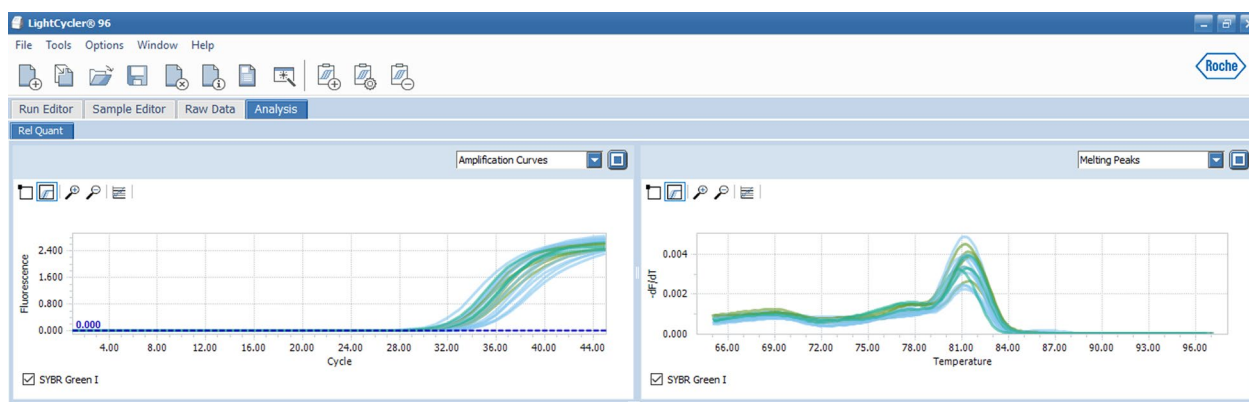 LightCycler® 96
File Tools Options Window Help
Roche
Run Editor Sample Editor Raw Data Analysis
Rel Quant
Amplification Curves
Fluorescence
2.400
1.600
0.800
0.000
0.000
4.00 8.00 12.00 16.00 20.00 24.00 28.00 32.00 36.00 40.00 44.00
Cycle
SYBR Green I
Melting Peaks
-dF/dT
0.004
0.002
0.000
66.00 69.00 72.00 75.00 78.00 81.00 84.00 87.00 90.00 93.00 96.00
Temperature
SYBR Green I